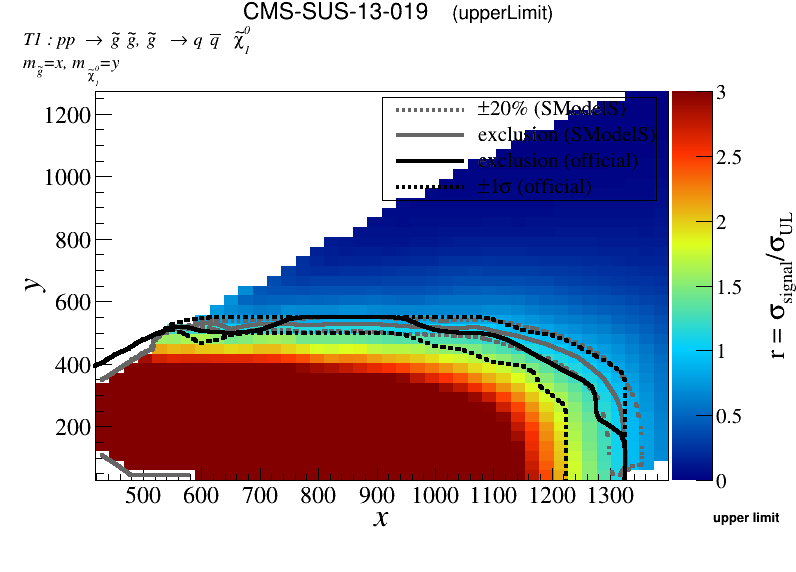 CMS-SUS-13-019 (upperLimit)
T1 : pp → g̃ g̃, g̃ → q q̅ χ̃₁⁰
m_g̃=x, m_χ̃₁⁰=y
±20% (SModelS)
exclusion (SModelS)
exclusion (official)
±1σ (official)
1200
1000
800
600
400
200
y
500 600 700 800 900 1000 1100 1200 1300
x
3
2.5
2
1.5
1
0.5
0
r = σ_signal/σ_UL
upper limit